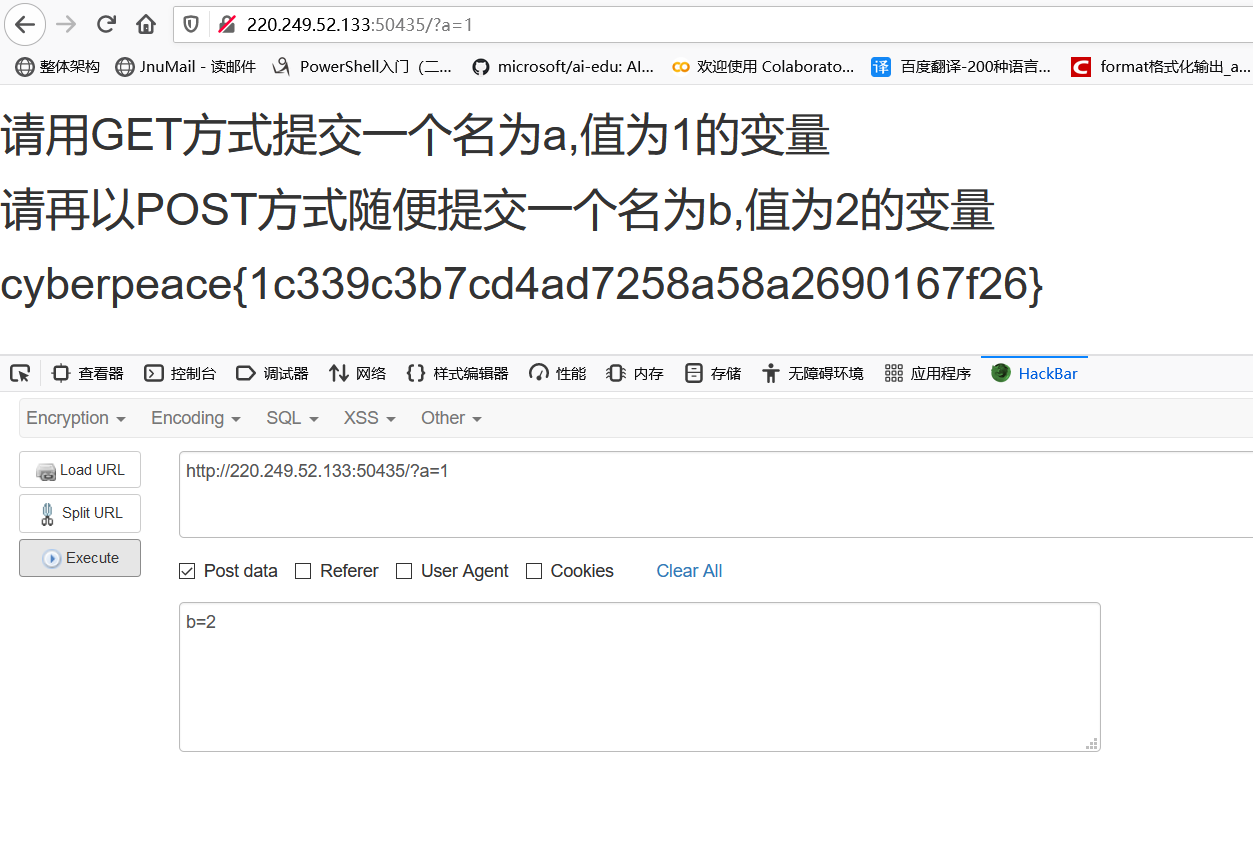 220.249.52.133:50435/?a=1
整体架构 JnuMail - 读邮件 PowerShell入门（二... microsoft/ai-edu: AI... 欢迎使用 Colaborato... 译 百度翻译-200种语言... C format格式化输出_a...
请用GET方式提交一个名为a,值为1的变量
请再以POST方式随便提交一个名为b,值为2的变量
cyberpeace{1c339c3b7cd4ad7258a58a2690167f26}
查看器 控制台 调试器 网络 样式编辑器 性能 内存 存储 无障碍环境 应用程序 HackBar
Encryption Encoding SQL XSS Other
Load URL http://220.249.52.133:50435/?a=1
Split URL
Execute
Post data Referer User Agent Cookies Clear All
b=2